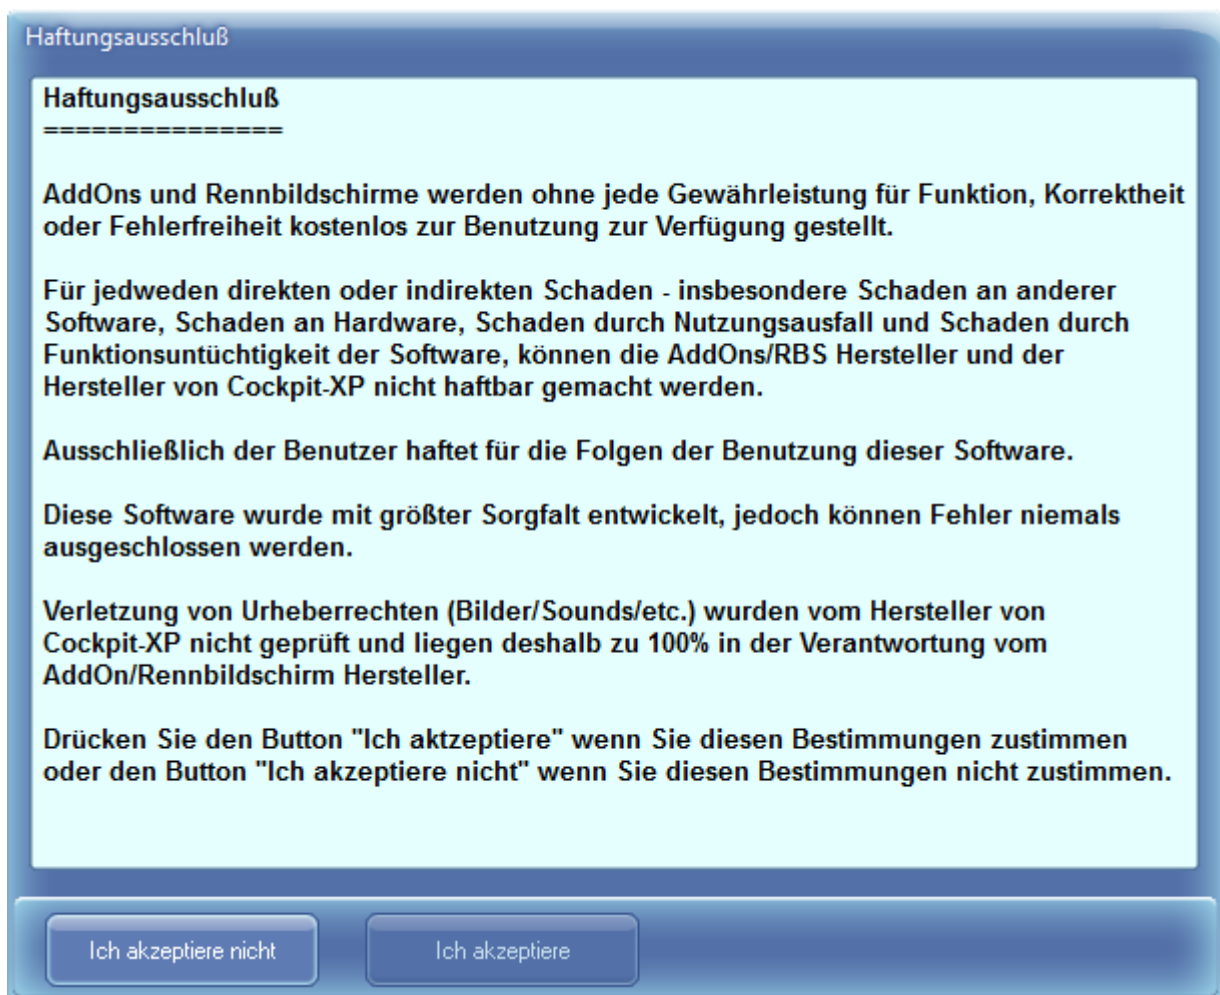 Haftungsausschluß
Haftungsausschluß
===============
AddOns und Rennbildschirme werden ohne jede Gewährleistung für Funktion, Korrektheit
oder Fehlerfreiheit kostenlos zur Benutzung zur Verfügung gestellt.
Für jedweden direkten oder indirekten Schaden - insbesondere Schaden an anderer
Software, Schaden an Hardware, Schaden durch Nutzungsausfall und Schaden durch
Funktionsuntüchtigkeit der Software, können die AddOns/RBS Hersteller und der
Hersteller von Cockpit-XP nicht haftbar gemacht werden.
Ausschließlich der Benutzer haftet für die Folgen der Benutzung dieser Software.
Diese Software wurde mit größter Sorgfalt entwickelt, jedoch können Fehler niemals
ausgeschlossen werden.
Verletzung von Urheberrechten (Bilder/Sounds/etc.) wurden vom Hersteller von
Cockpit-XP nicht geprüft und liegen deshalb zu 100% in der Verantwortung vom
AddOn/Rennbildschirm Hersteller.
Drücken Sie den Button "Ich aktzeptiere" wenn Sie diesen Bestimmungen zustimmen
oder den Button "Ich akzeptiere nicht" wenn Sie diesen Bestimmungen nicht zustimmen.
Ich akzeptiere nicht
Ich akzeptiere